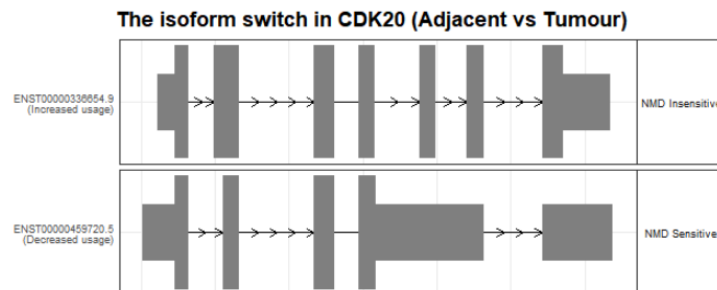 The isoform switch in CDK20 (Adjacent vs Tumour)
ENST00000336654.9
(Increased usage)
NMD Insensitive
ENST00000459720.5
(Decreased usage)
NMD Sensitive